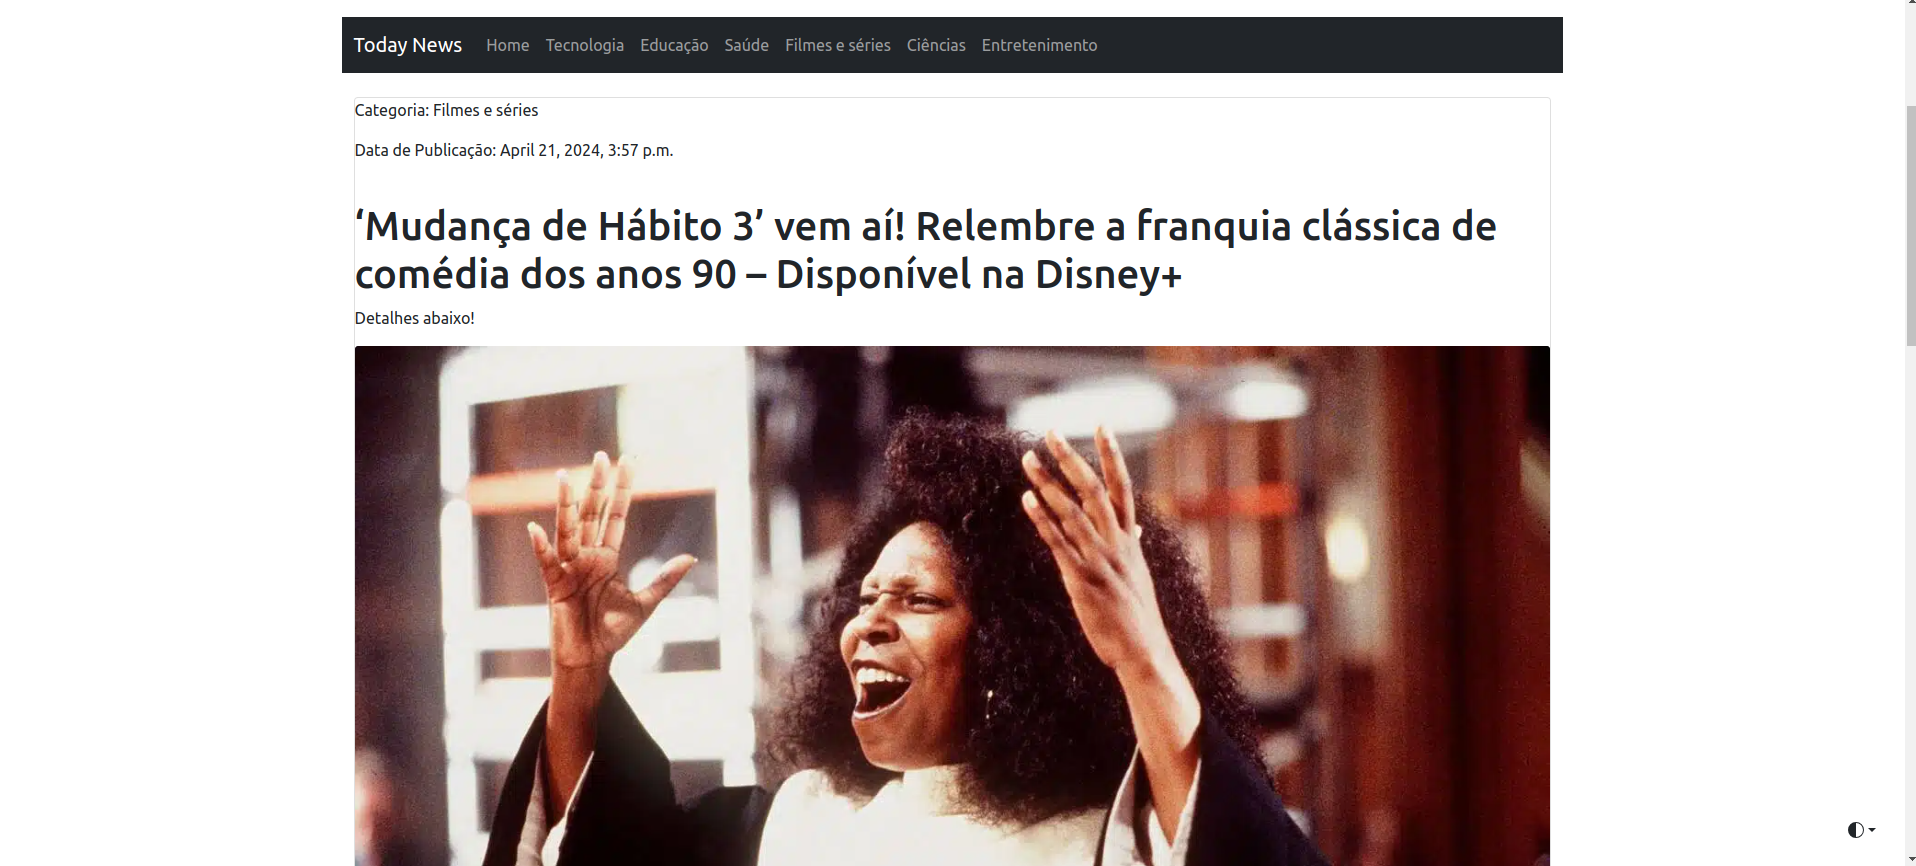 Today News Home Tecnologia Educação Saúde Filmes e séries Ciências Entretenimento
Categoria: Filmes e séries
Data de Publicação: April 21, 2024, 3:57 p.m.
‘Mudança de Hábito 3’ vem aí! Relembre a franquia clássica de
comédia dos anos 90 – Disponível na Disney+
Detalhes abaixo!